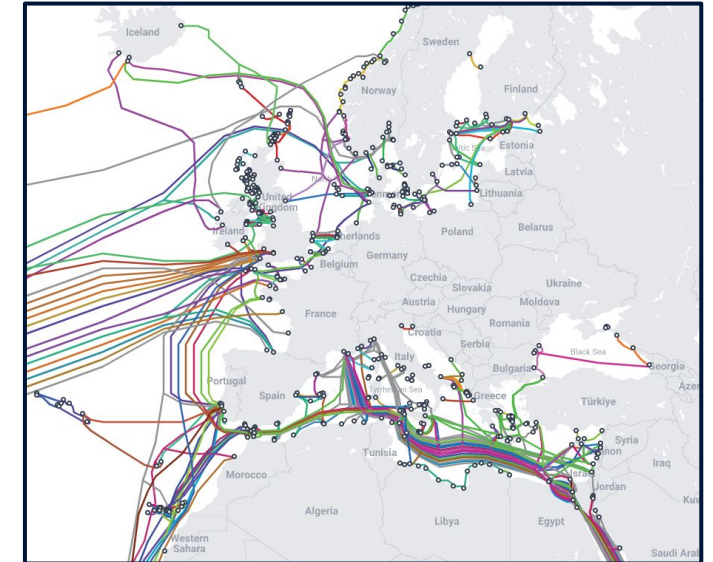 Iceland
Sweden
Norway
Finland
Estonia
Latvia
Lithuania
United
Kingdom
Ireland
Belarus
Poland
Germany
Belgium
Czechia
Slovakia
Ukraine
Austria
Hungary
Moldova
France
Romania
Croatia
Serbia
Italy
Bulgaria
Black Sea
Georgia
Azer
Portugal
Spain
Greece
Türkiye
Tunisia
Syria
Iraq
Morocco
Jordan
Algeria
Libya
Egypt
Western
Sahara
Saudi Arab